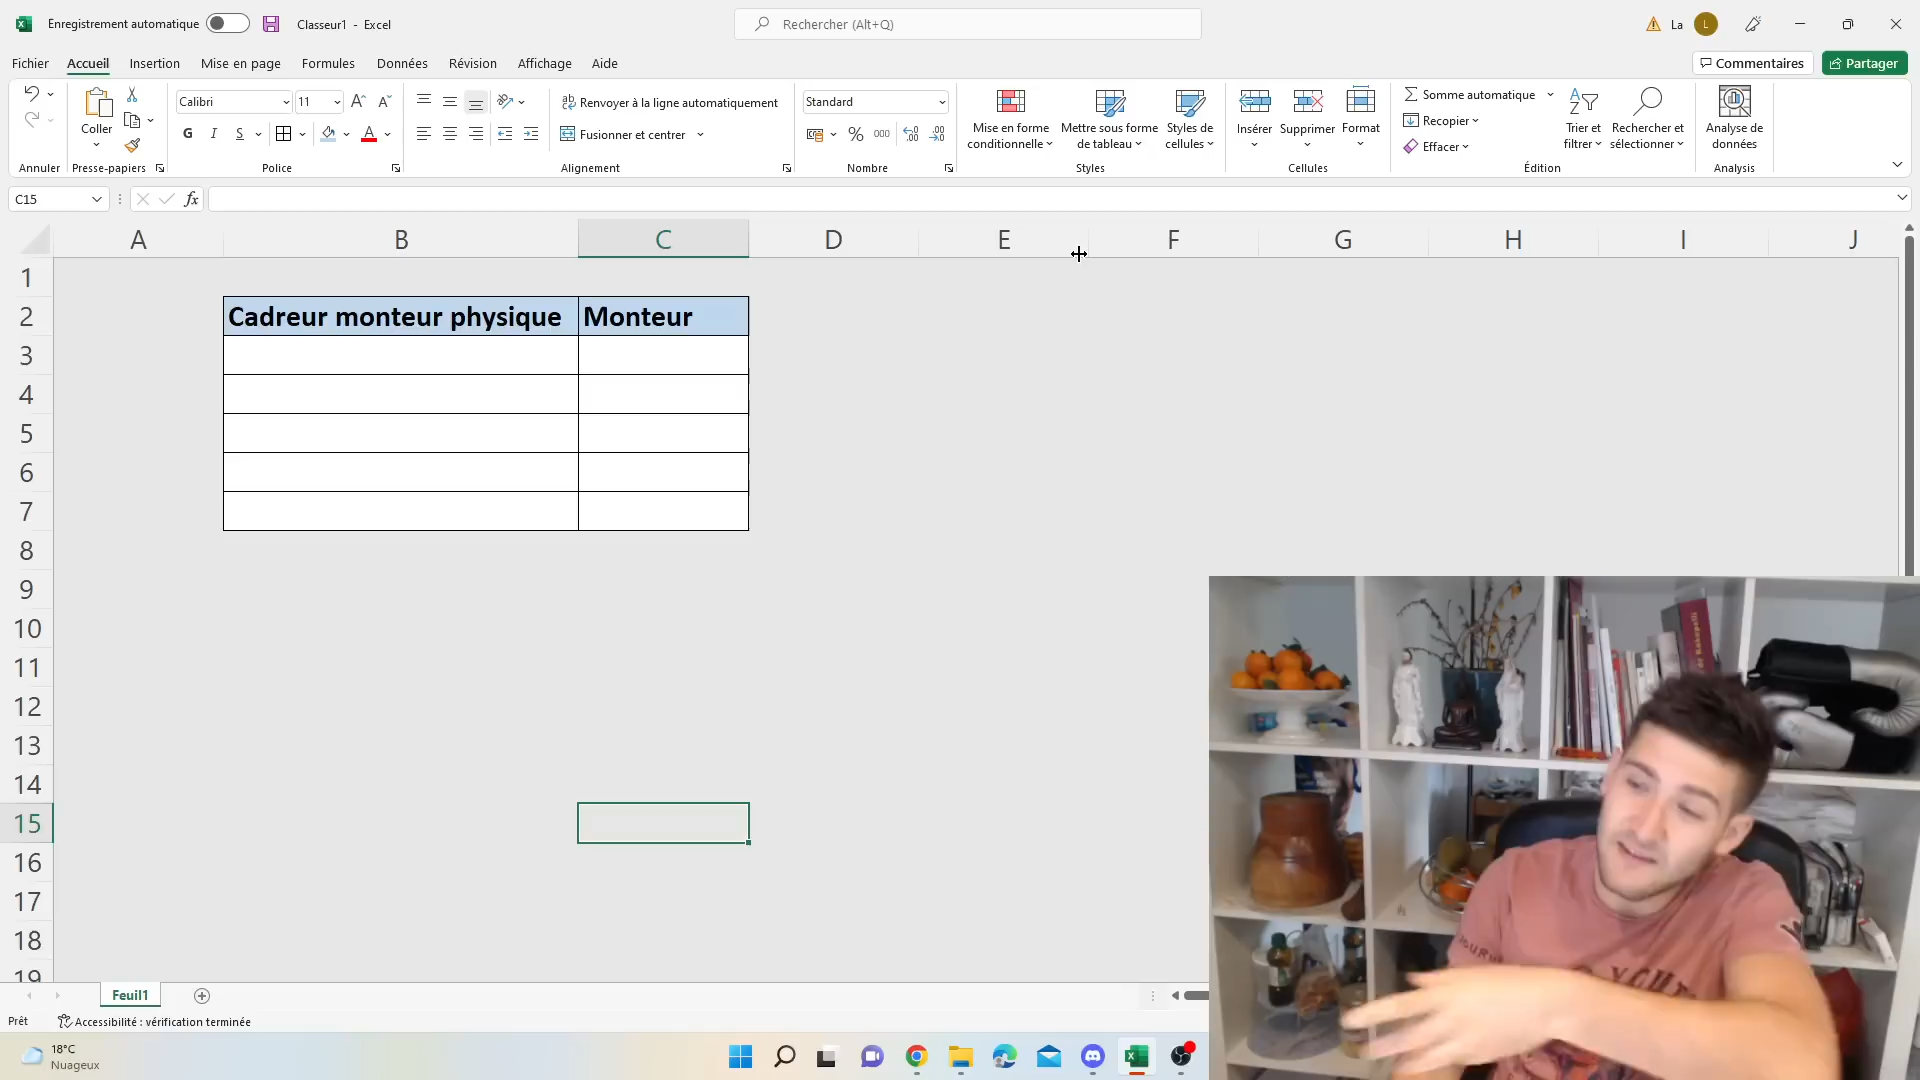 Enregistrement automatique
Classeur1 - Excel
Rechercher (Alt+Q)
La
L
Fichier
Accueil
Insertion
Mise en page
Formules
Données
Révision
Affichage
Aide
Commentaires
Partager
Coller
Calibri
11
G I S
A
Renvoyer à la ligne automatiquement
Fusionner et centrer
Standard
%
000
Mise en forme
conditionnelle
Mettre sous forme
de tableau
Styles de
cellules
Insérer
Supprimer
Format
Somme automatique
Recopier
Effacer
Trier et
filtrer
Rechercher et
sélectionner
Analyse de
données
Annuler
Presse-papiers
Police
Alignement
Nombre
Styles
Cellules
Édition
Analysis
C15
fx
A B C D E F G H I J
1
2
Cadreur monteur physique
Monteur
3
4
5
6
7
8
9
10
11
12
13
14
15
16
17
18
19
Feuil1
Prêt
Accessibilité : vérification terminée
18°C
Nuageux